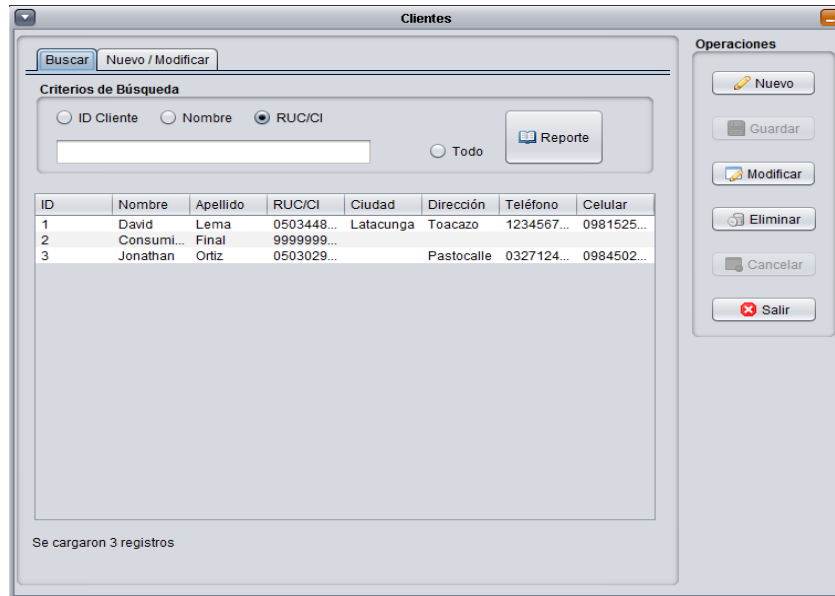 Clientes
Buscar Nuevo / Modificar
Criterios de Búsqueda
ID Cliente Nombre RUC/CI
Todo
Reporte
ID Nombre Apellido RUC/CI Ciudad Dirección Teléfono Celular
1 David Lema 0503448... Latacunga Toacazo 1234567... 0981525...
2 Consumi... Final 9999999...
3 Jonathan Ortiz 0503029... Pastocalle 0327124... 0984502...
Se cargaron 3 registros
Operaciones
Nuevo
Guardar
Modificar
Eliminar
Cancelar
Salir